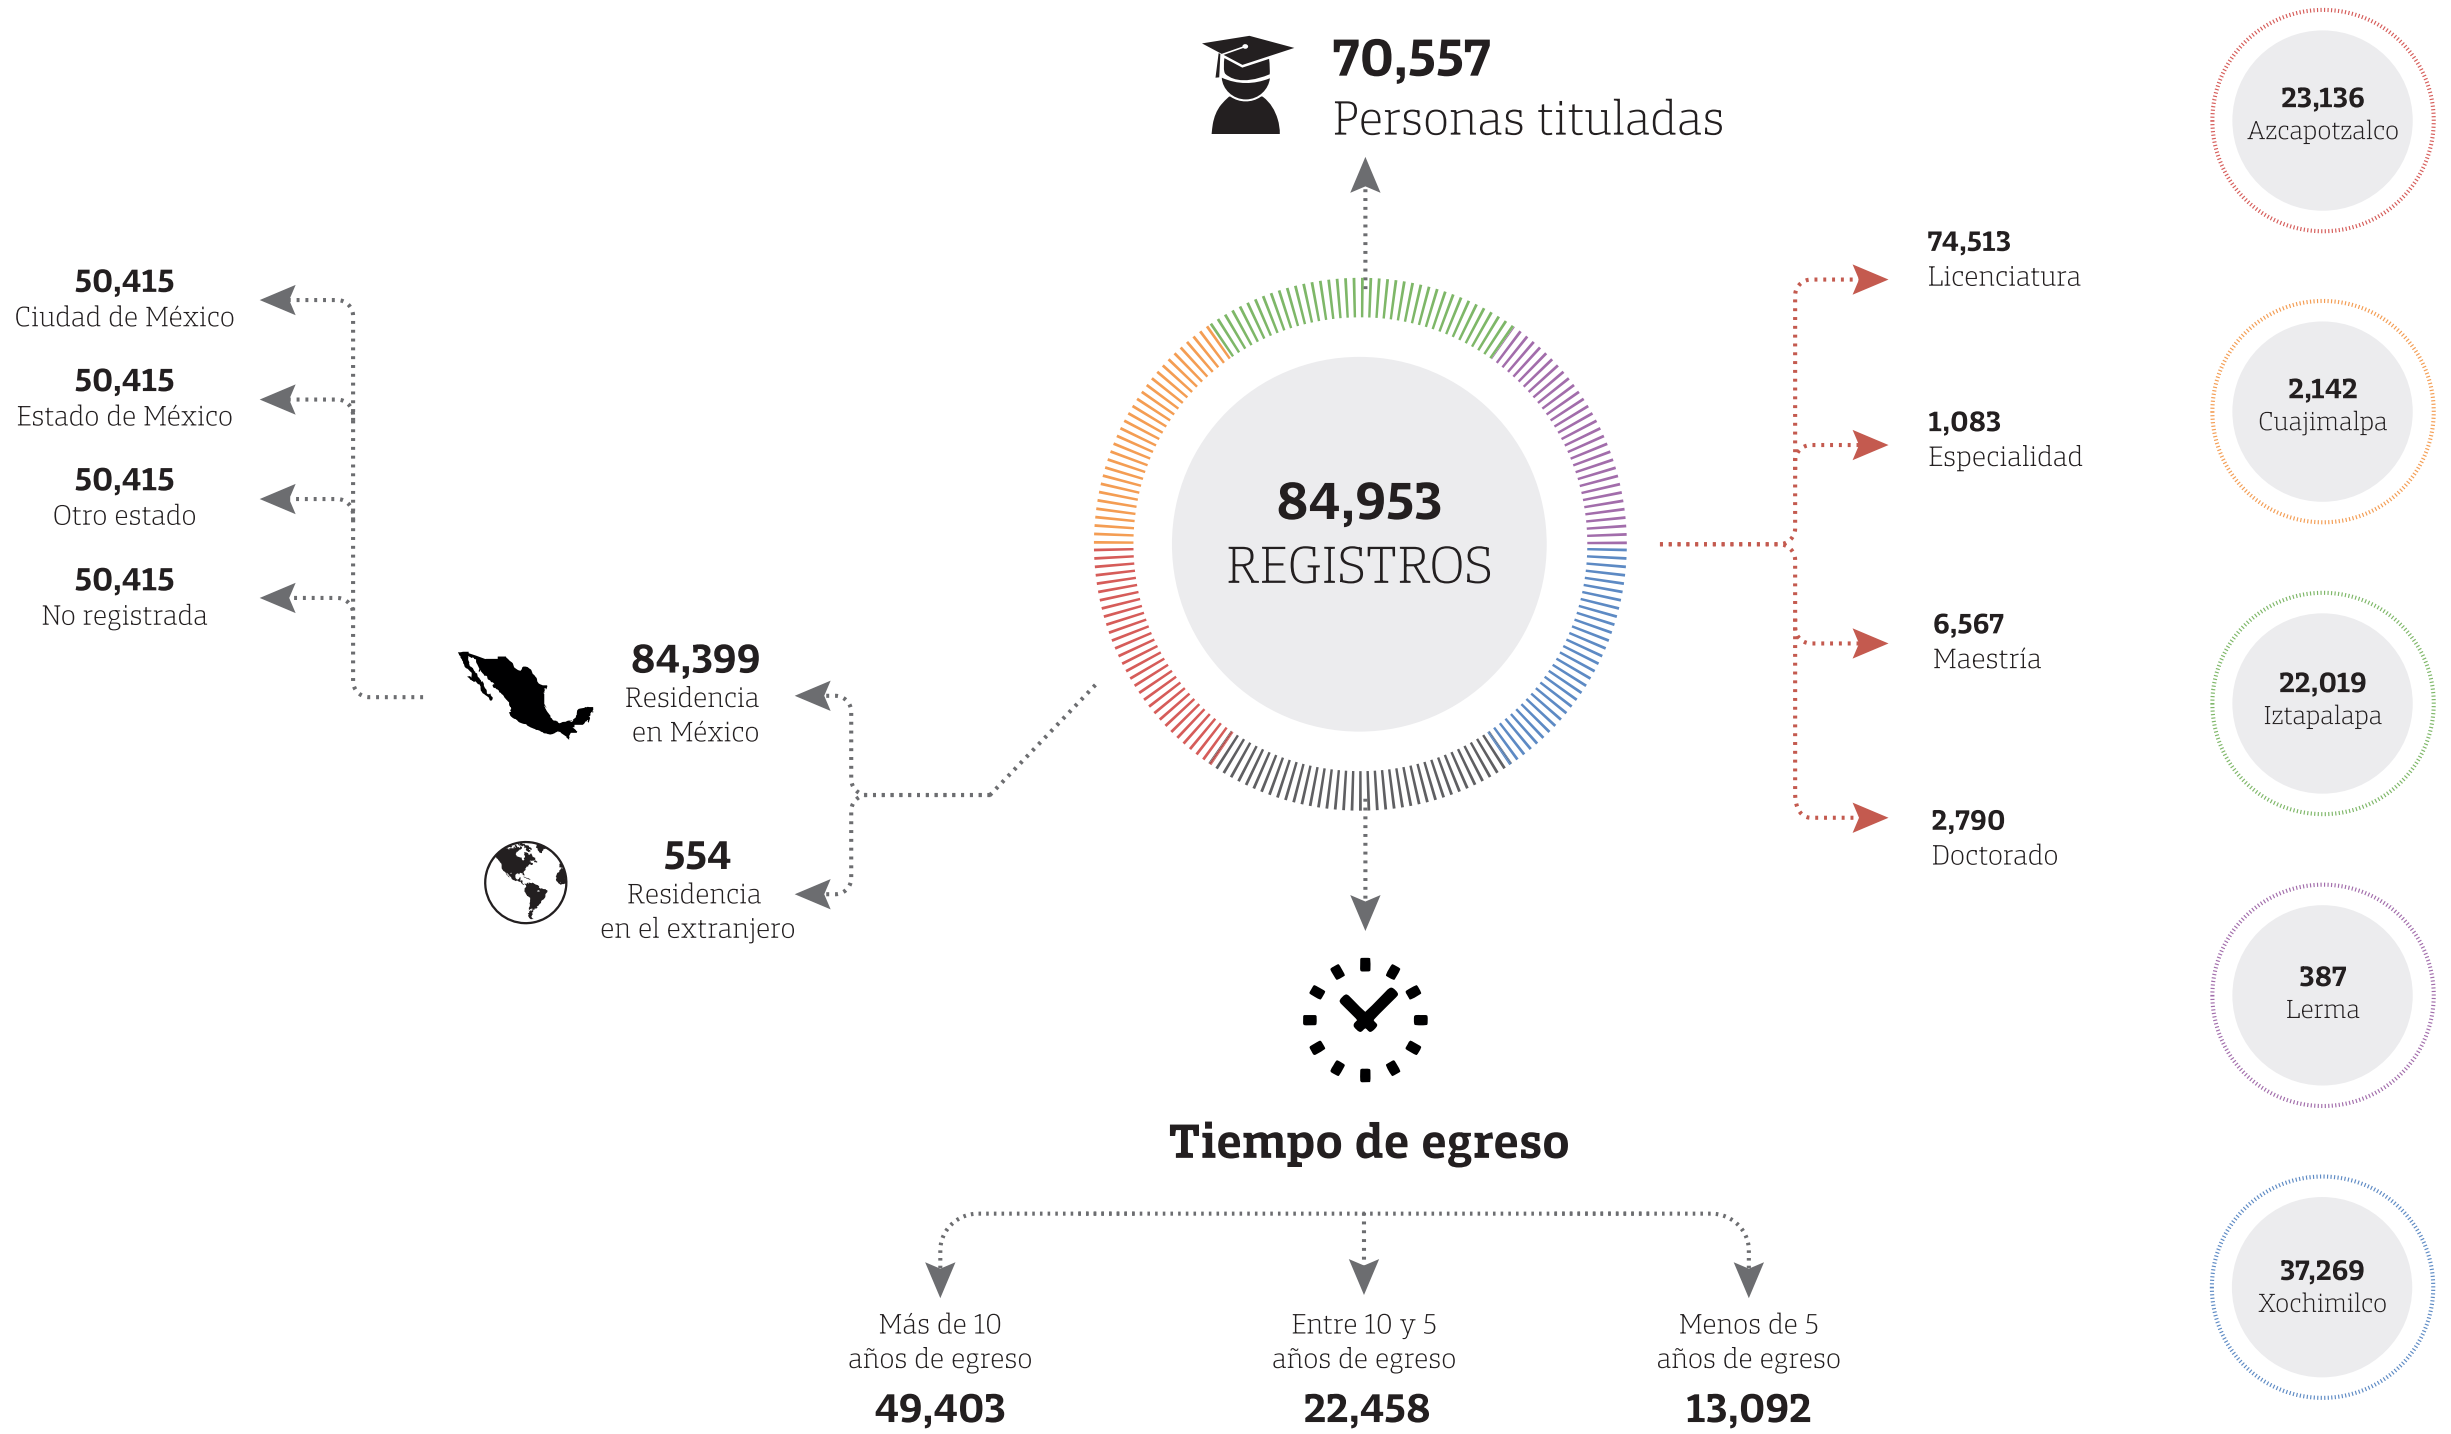 70,557
Personas tituladas
50,415
Ciudad de México
50,415
Estado de México
50,415
Otro estado
50,415
No registrada
84,399
Residencia
en México
554
Residencia
en el extranjero
84,953
REGISTROS
74,513
Licenciatura
1,083
Especialidad
6,567
Maestría
2,790
Doctorado
Tiempo de egreso
Más de 10
años de egreso
49,403
Entre 10 y 5
años de egreso
22,458
Menos de 5
años de egreso
13,092
23,136
Azcapotzalco
2,142
Cuajimalpa
22,019
Iztapalapa
387
Lerma
37,269
Xochimilco